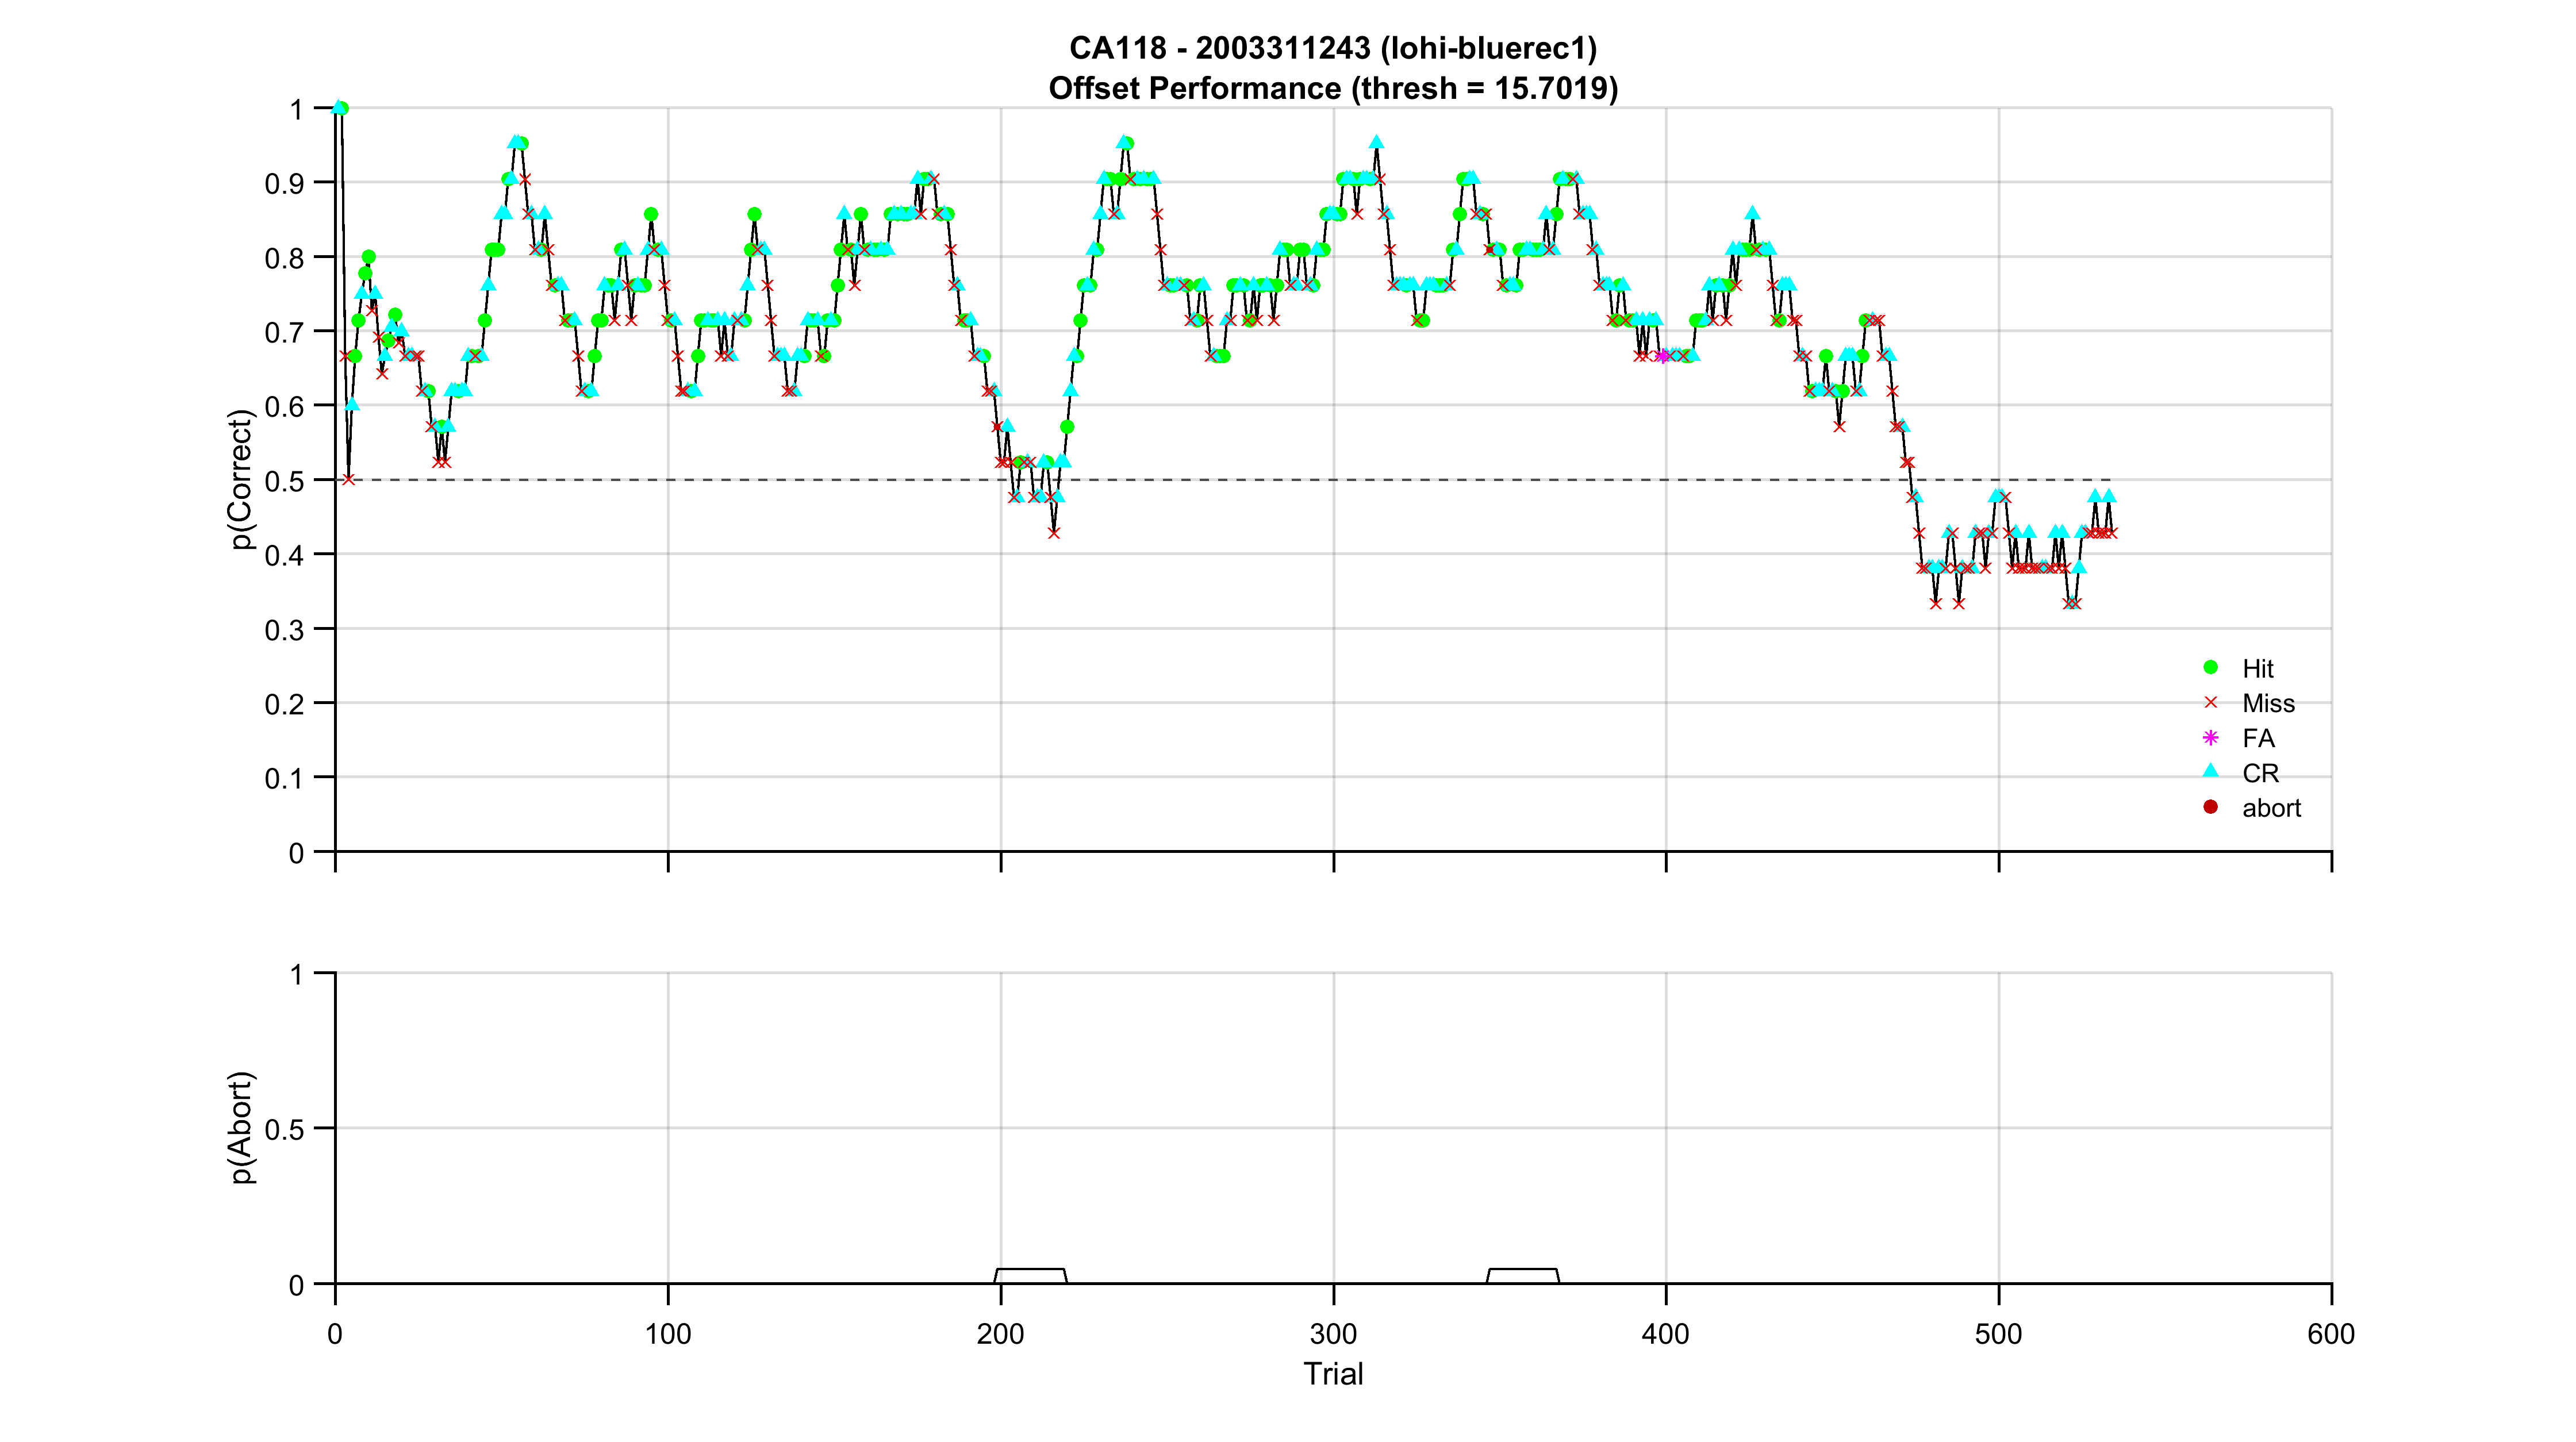 CA118 - 2003311243 (lohi-bluerec1)
Offset Performance (thresh = 15.7019)
1
0.9
0.8
0.7
0.6
0.5
0.4
0.3
0.2
0.1
0
p(Correct)
Hit
Miss
FA
CR
abort
1
0.5
0
p(Abort)
0 100 200 300 400 500 600
Trial